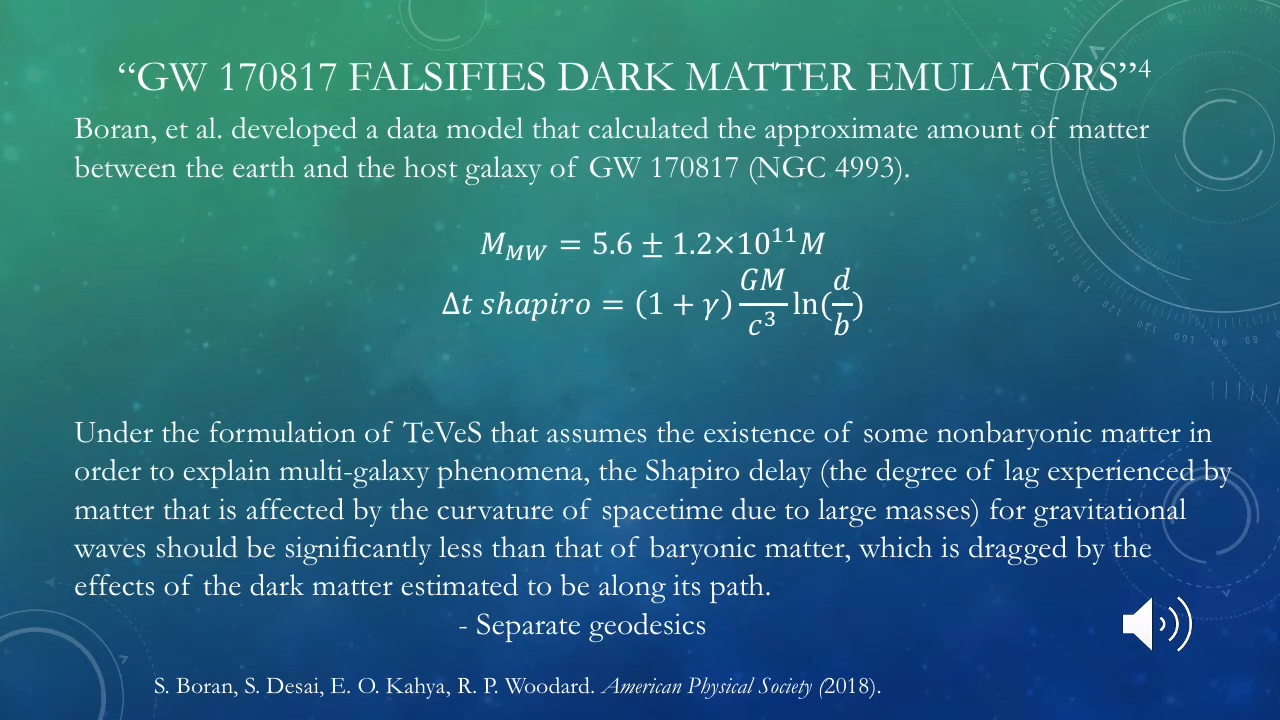 “GW 170817 FALSIFIES DARK MATTER EMULATORS”⁴
Boran, et al. developed a data model that calculated the approximate amount of matter
between the earth and the host galaxy of GW 170817 (NGC 4993).
𝑀_{𝑀𝑊} = 5.6 ± 1.2×10¹¹𝑀
Δ𝑡 𝑠ℎ𝑎𝑝𝑖𝑟𝑜 = (1 + 𝛾) 𝐺𝑀/𝑐³ ln(𝑑/𝑏)
Under the formulation of TeVeS that assumes the existence of some nonbaryonic matter in
order to explain multi-galaxy phenomena, the Shapiro delay (the degree of lag experienced by
matter that is affected by the curvature of spacetime due to large masses) for gravitational
waves should be significantly less than that of baryonic matter, which is dragged by the
effects of the dark matter estimated to be along its path.
- Separate geodesics
S. Boran, S. Desai, E. O. Kahya, R. P. Woodard. American Physical Society (2018).